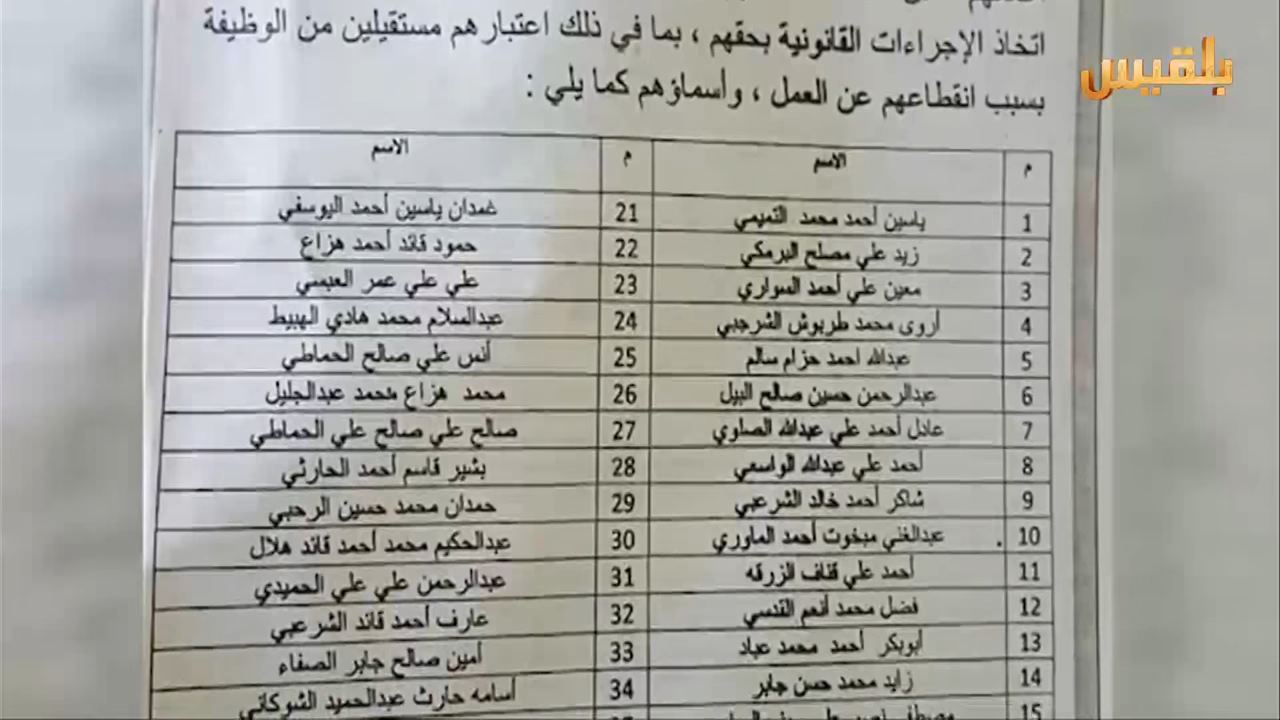 اتخاذ الإجراءات القانونية بحقهم ، بما في ذلك اعتبارهم مستقيلين من الوظيفة
بلقيس
بسبب انقطاعهم عن العمل ، وأسماؤهم كما يلي :
م الاسم م الاسم
1 ياسين أحمد محمد التميمي 21 غمدان ياسين أحمد اليوسفي
2 زيد علي مصلح البرمكي 22 حمود قائد أحمد هزاع
3 معين علي أحمد السواري 23 علي علي عمر العبسي
4 أروى محمد طربوش الشرجبي 24 عبدالسلام محمد هادي الهبيط
5 عبدالله احمد حزام سالم 25 أنس علي صالح الحماطي
6 عبدالرحمن حسين صالح البيل 26 محمد هزاع محمد عبدالجليل
7 عادل أحمد علي عبدالله الصلوي 27 صالح علي صالح علي الحماطي
8 أحمد علي عبدالله الواسعي 28 بشير قاسم أحمد الحارثي
9 شاكر أحمد خالد الشرعبي 29 حمدان محمد حسين الرحبي
10 عبدالغني مبخوت أحمد الماوري 30 عبدالحكيم محمد أحمد قائد هلال
11 أحمد علي قناف الزرقه 31 عبدالرحمن علي علي الحميدي
12 فضل محمد أنعم القدسي 32 عارف أحمد قائد الشرعبي
13 أبوبكر أحمد محمد عباد 33 أمين صالح جابر الصفاء
14 زايد محمد حسن جابر 34 أسامه حارث عبدالحميد الشوكاني
15